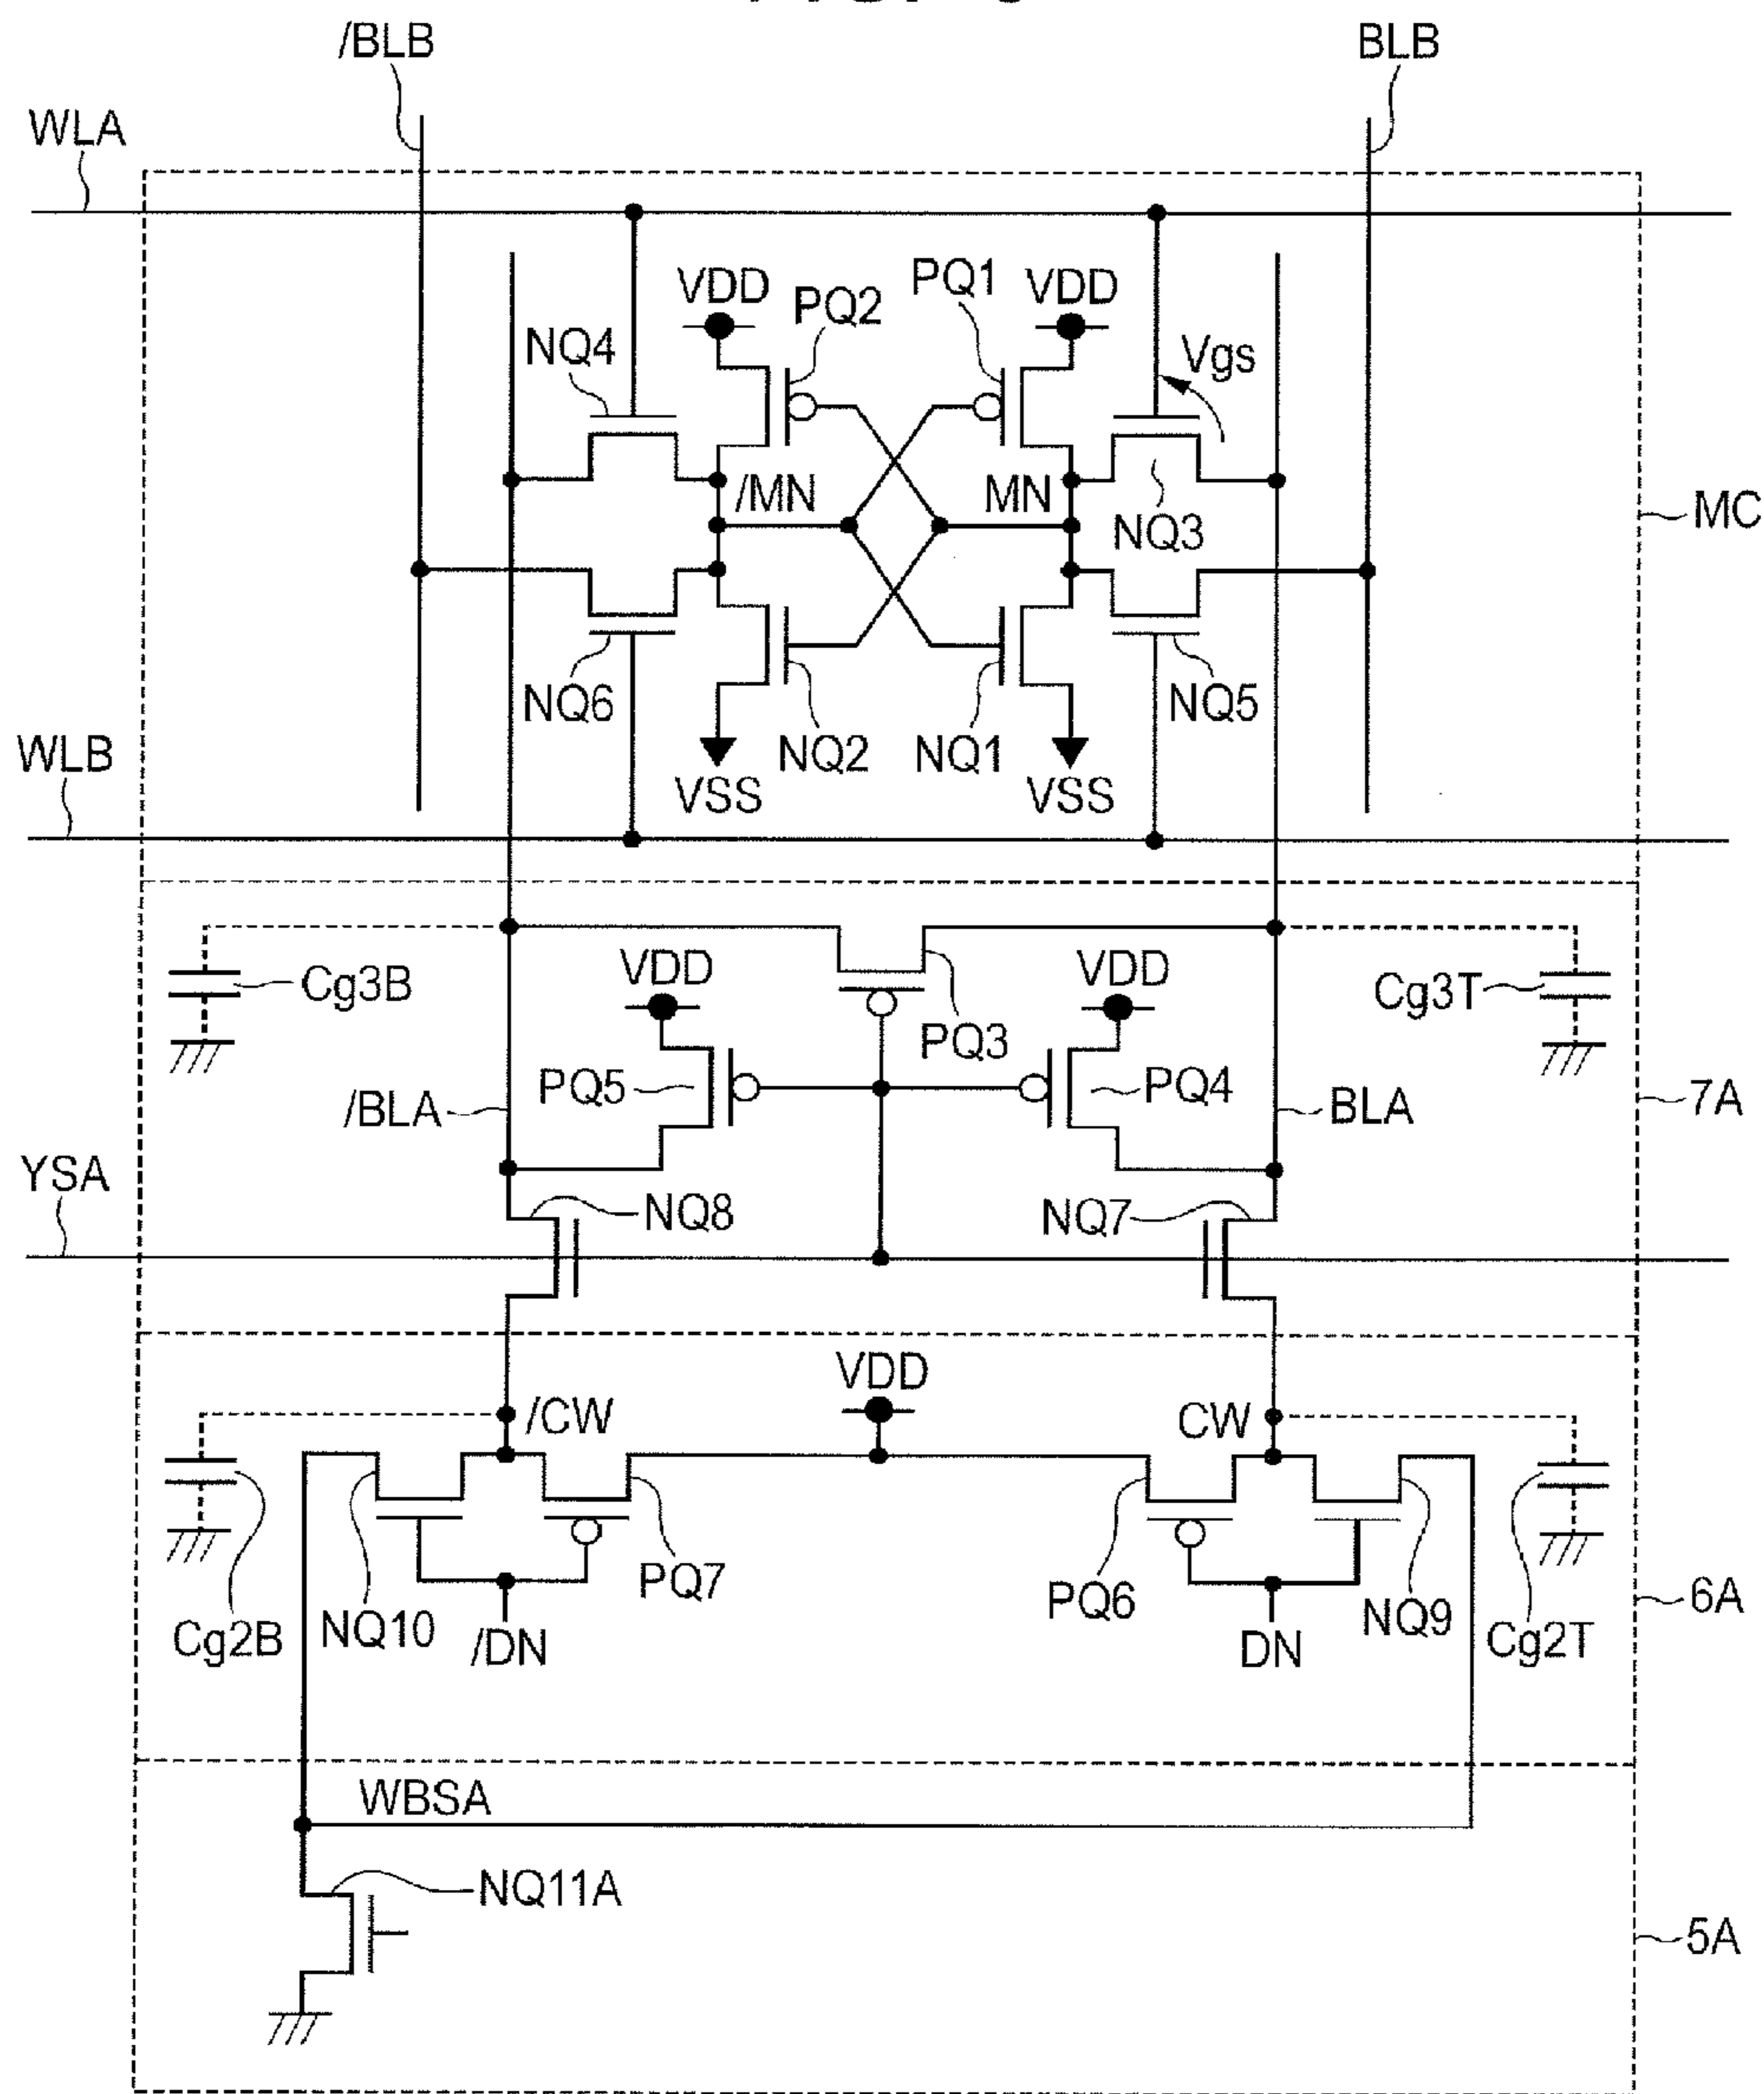 /BLB
BLB
WLA
VDD
PQ2
PQ1
VDD
NQ4
Vgs
/MN
MN
NQ3
MC
NQ6
NQ2
NQ1
NQ5
WLB
VSS
VSS
Cg3B
VDD
VDD
Cg3T
PQ3
PQ5
PQ4
/BLA
BLA
7A
YSA
NQ8
NQ7
VDD
/CW
CW
PQ7
PQ6
Cg2B
NQ10
/DN
DN
NQ9
Cg2T
6A
WBSA
NQ11A
5A